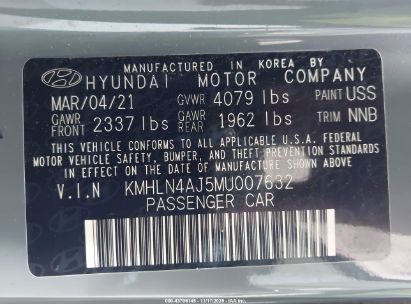 MANUFACTURED IN KOREA BY
HYUNDAI MOTOR COMPANY
MAR/04/21 GVWR 4079 lbs PAINT USS
GAWR FRONT 2337 lbs GAWR REAR 1962 lbs TRIM NNB
THIS VEHICLE CONFORMS TO ALL APPLICABLE U.S.A. FEDERAL
MOTOR VEHICLE SAFETY, BUMPER, AND THEFT PREVENTION STANDARDS
IN EFFECT ON THE DATE OF MANUFACTURE SHOWN ABOVE.
V.I.N KMHLN4AJ5MU007632
PASSENGER CAR